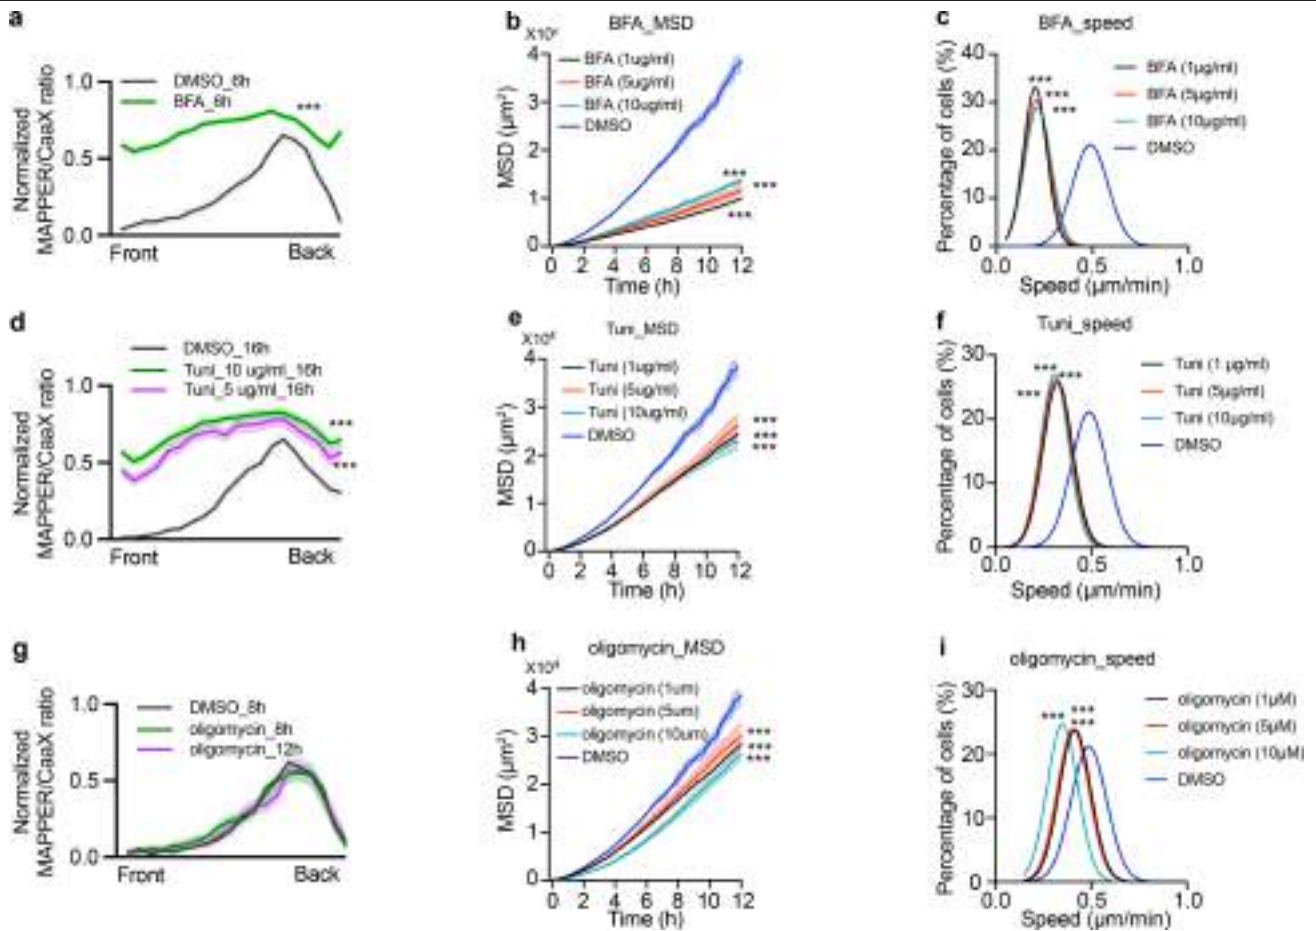 a
Normalized
MAPPER/CaaX ratio
DMSO_6h
BFA_6h
***
1.0
0.5
0.0
Front
Back
b
BFA_MSD
MSD (μm²)
BFA (1ug/ml)
BFA (5ug/ml)
BFA (10ug/ml)
DMSO
4
3
2
1
0
***
***
***
0 2 4 6 8 10 12
Time (h)
c
BFA_speed
Percentage of cells (%)
BFA (1μg/ml)
BFA (5μg/ml)
BFA (10μg/ml)
DMSO
40
30
20
10
0
***
***
***
0.0 0.5 1.0
Speed (μm/min)
d
Normalized
MAPPER/CaaX ratio
DMSO_16h
Tuni_10 ug/ml_16h
Tuni_5 ug/ml_16h
1.0
0.5
0.0
***
***
Front
Back
e
Tuni_MSD
MSD (μm²)
Tuni (1ug/ml)
Tuni (5ug/ml)
Tuni (10ug/ml)
DMSO
4
3
2
1
0
***
***
***
0 2 4 6 8 10 12
Time (h)
f
Tuni_speed
Percentage of cells (%)
Tuni (1 μg/ml)
Tuni (5μg/ml)
Tuni (10μg/ml)
DMSO
30
20
10
0
***
***
***
0.0 0.5 1.0
Speed (μm/min)
g
Normalized
MAPPER/CaaX ratio
DMSO_8h
oligomycin_8h
oligomycin_12h
1.0
0.5
0.0
Front
Back
h
oligomycin_MSD
MSD (μm²)
oligomycin (1um)
oligomycin (5um)
oligomycin (10um)
DMSO
4
3
2
1
0
***
***
***
0 2 4 6 8 10 12
Time (h)
i
oligomycin_speed
Percentage of cells (%)
oligomycin (1μM)
oligomycin (5μM)
oligomycin (10μM)
DMSO
30
20
10
0
***
***
***
0.0 0.5 1.0
Speed (μm/min)